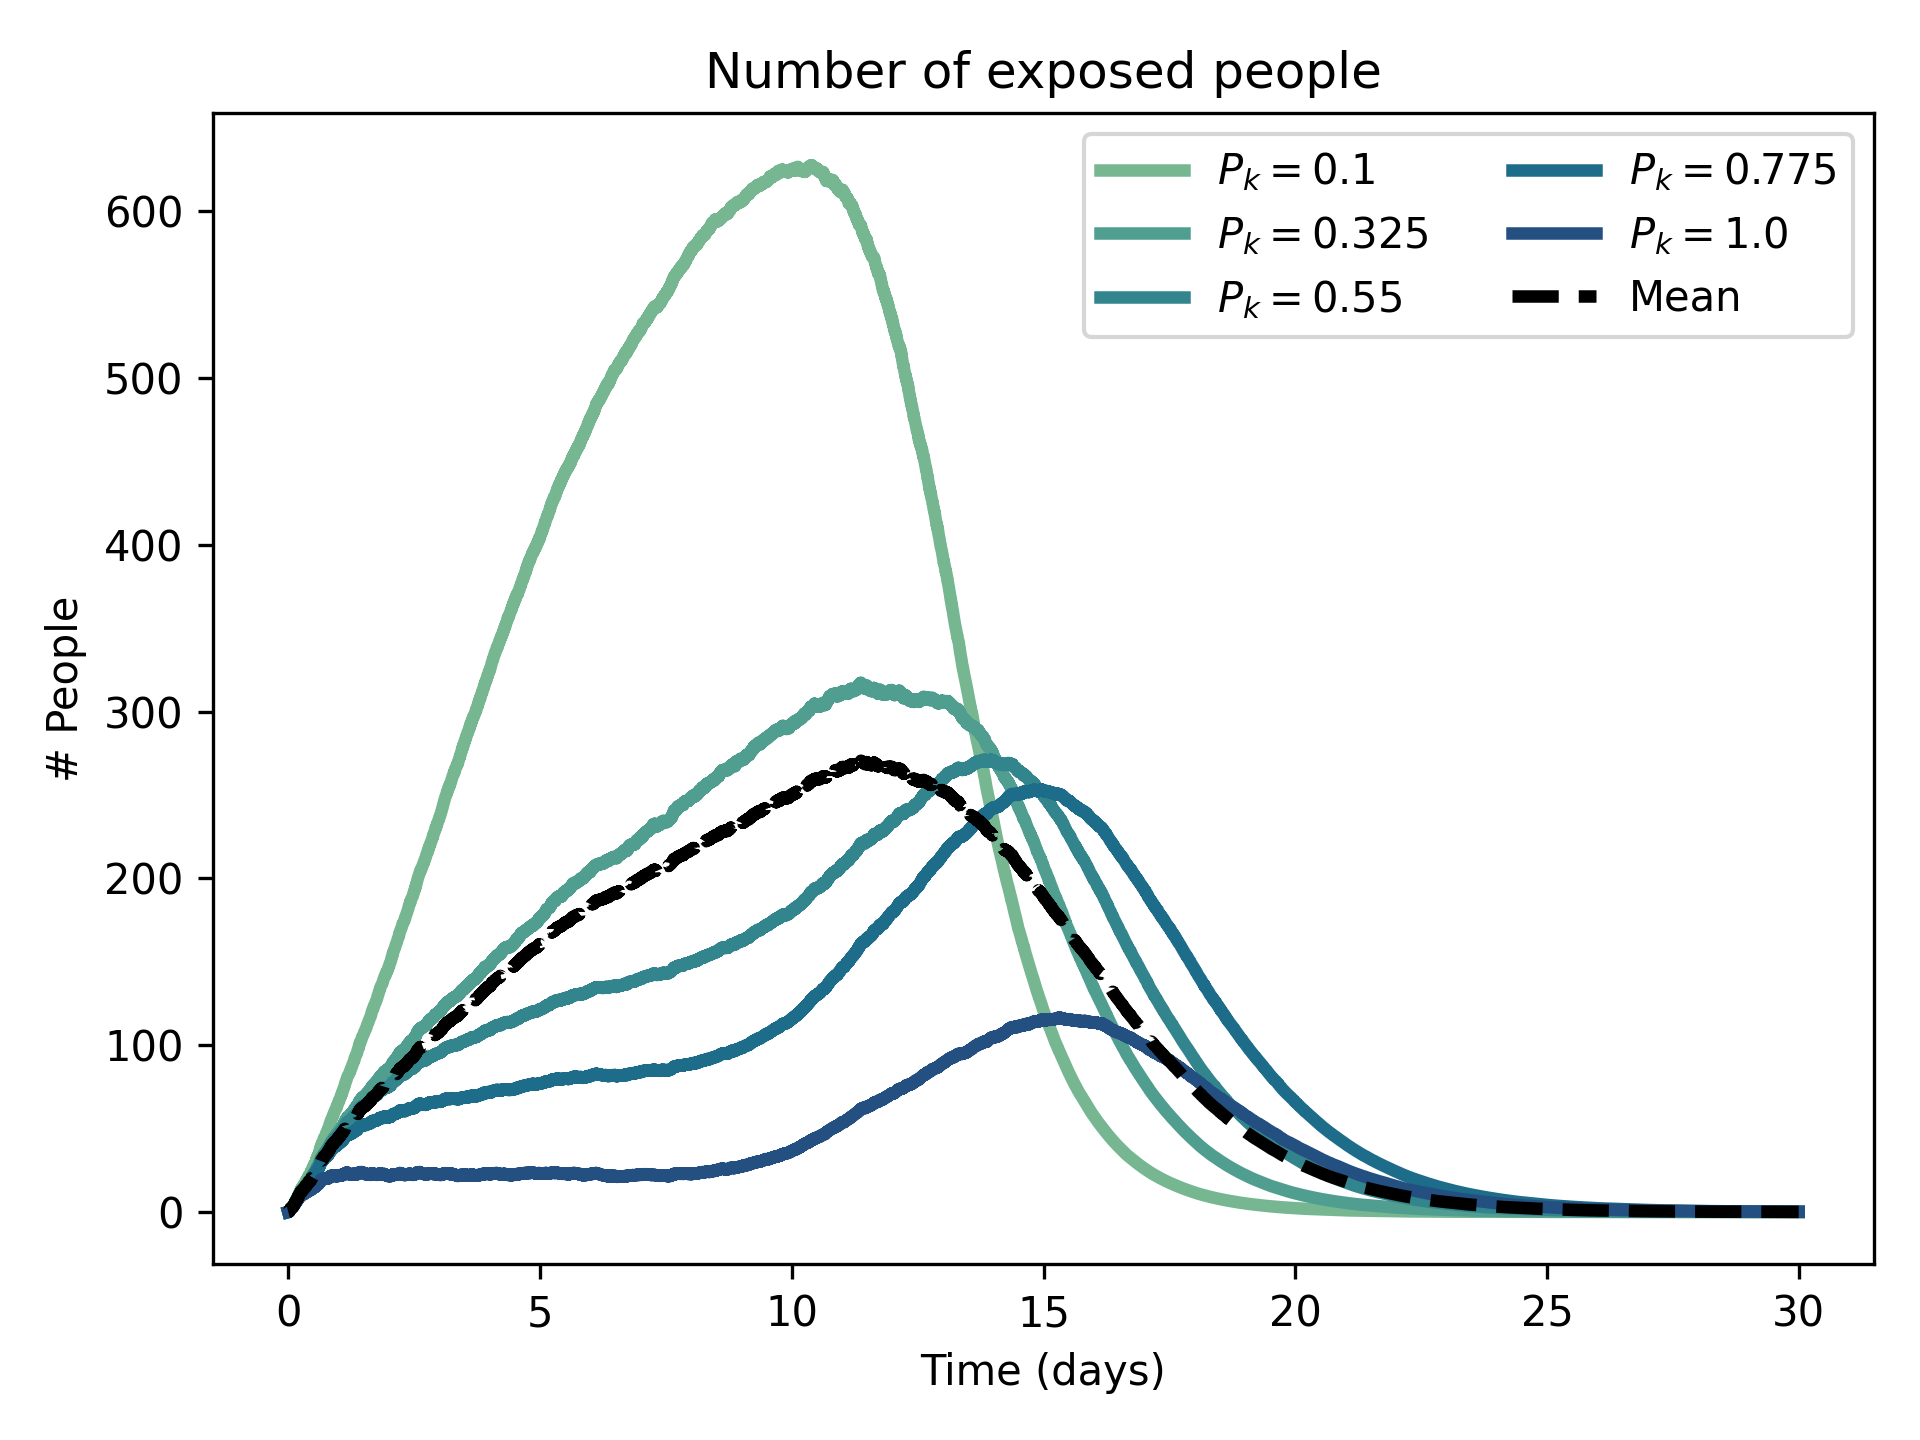 Number of exposed people
P_k = 0.1
P_k = 0.325
P_k = 0.55
P_k = 0.775
P_k = 1.0
Mean
# People
600
500
400
300
200
100
0
0 5 10 15 20 25 30
Time (days)